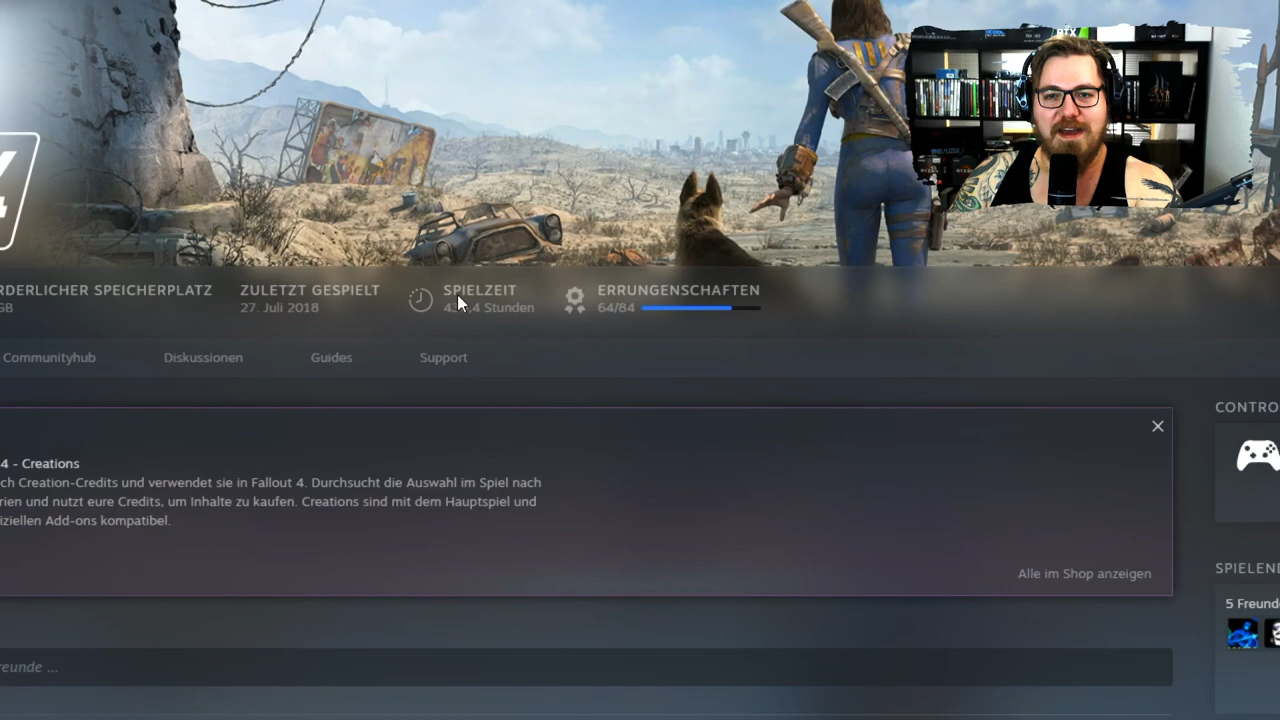 4
RTX
RDERLICHER SPEICHERPLATZ
GB
ZULETZT GESPIELT
27. Juli 2018
SPIELZEIT
Stunden
ERRUNGENSCHAFTEN
64/84
Communityhub
Diskussionen
Guides
Support
4 - Creations
ch Creation-Credits und verwendet sie in Fallout 4. Durchsucht die Auswahl im Spiel nach
rien und nutzt eure Credits, um Inhalte zu kaufen. Creations sind mit dem Hauptspiel und
iziellen Add-ons kompatibel.
Alle im Shop anzeigen
reunde ...
CONTRO
SPIELEND
5 Freund